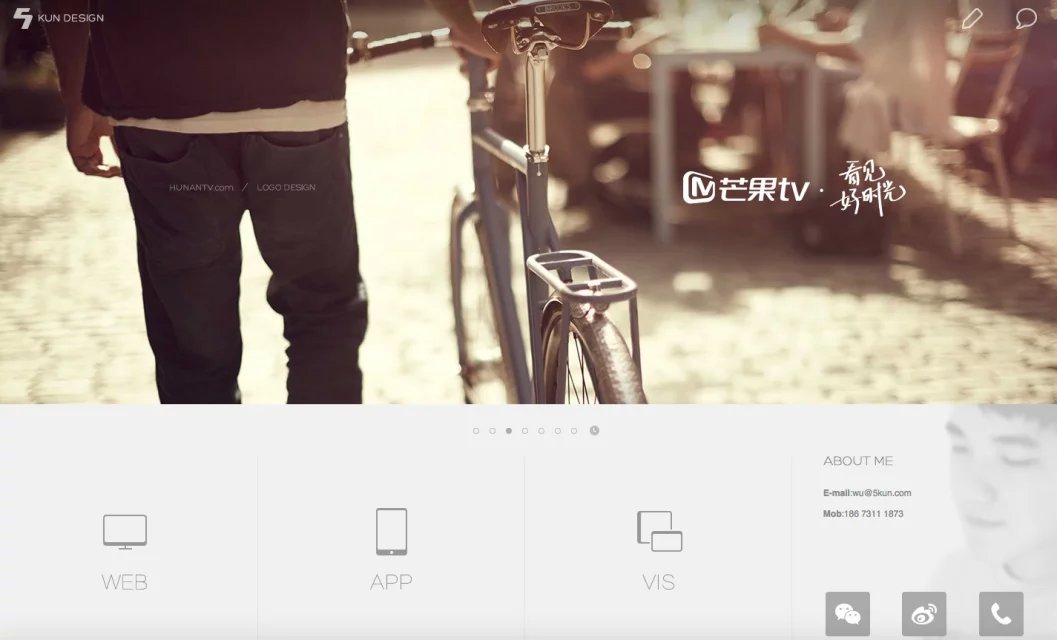 KUN DESIGN
BROOKS
HUNANTV.com / LOGO DESIGN
芒果tv · 看见
好时光
ABOUT ME
E-mail:wu@5kun.com
Mob:186 7311 1873
WEB
APP
VIS